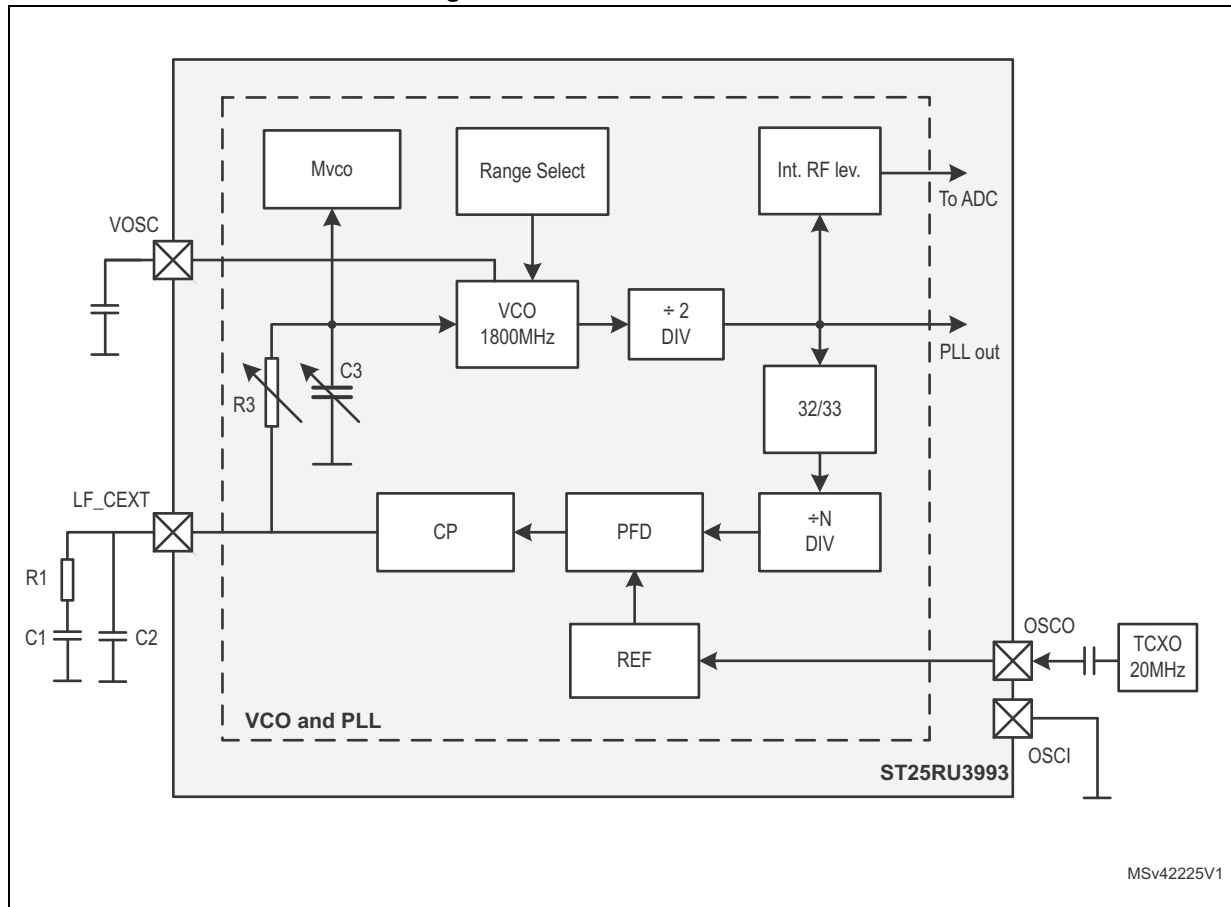 Mvco
Range Select
Int. RF lev.
To ADC
VOSC
VCO
1800MHz
÷ 2
DIV
PLL out
C3
R3
32/33
LF_CEXT
CP
PFD
÷N
DIV
R1
C1
C2
REF
OSCO
TCXO
20MHz
VCO and PLL
OSCI
ST25RU3993
MSv42225V1